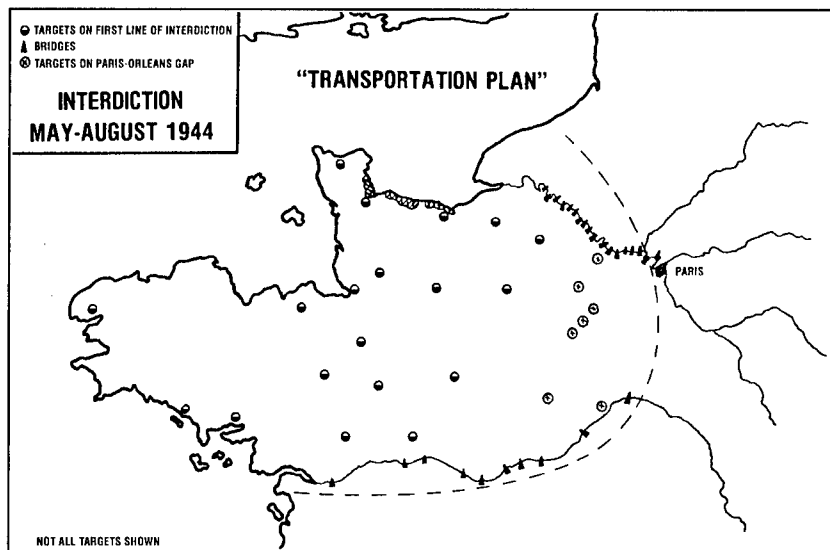 TARGETS ON FIRST LINE OF INTERDICTION
BRIDGES
TARGETS ON PARIS-ORLEANS GAP
INTERDICTION
MAY-AUGUST 1944
"TRANSPORTATION PLAN"
PARIS
NOT ALL TARGETS SHOWN